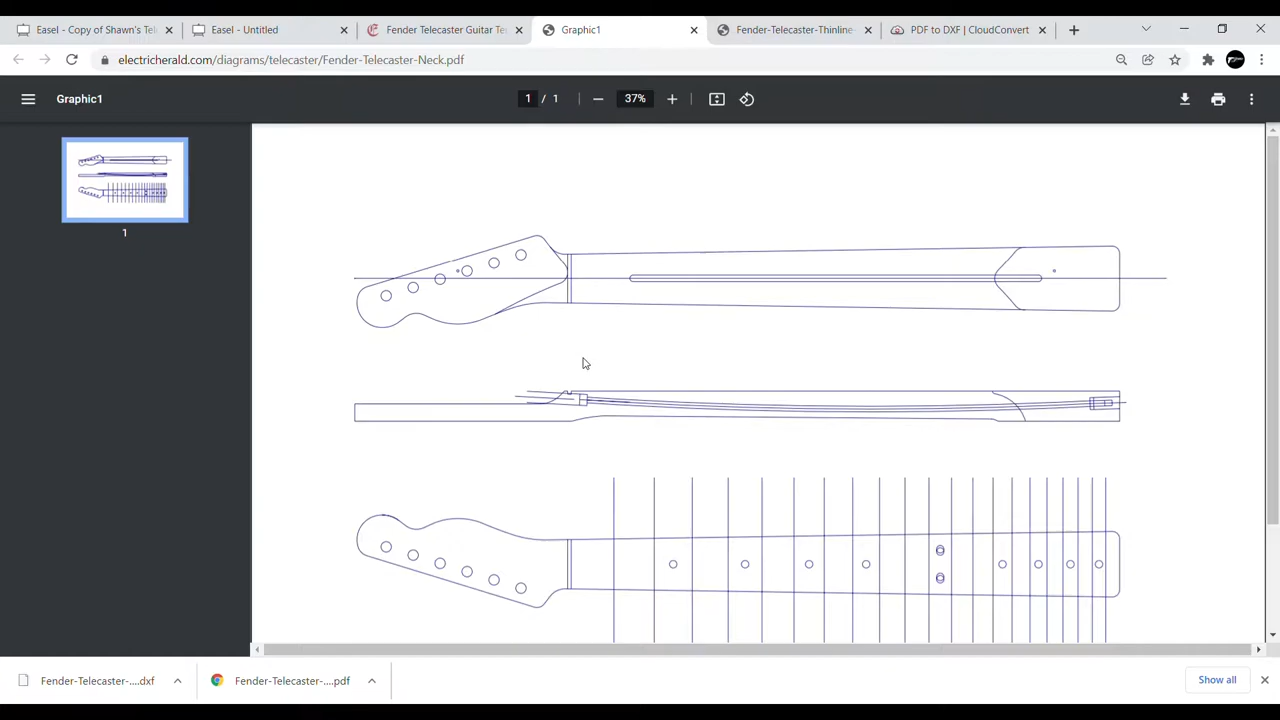 Easel - Copy of Shawn's Tel
Easel - Untitled
Fender Telecaster Guitar Te
Graphic1
Fender-Telecaster-Thinline-
PDF to DXF | CloudConvert
electricherald.com/diagrams/telecaster/Fender-Telecaster-Neck.pdf
Graphic1
1 / 1
37%
1
Fender-Telecaster-....dxf
Fender-Telecaster-....pdf
Show all